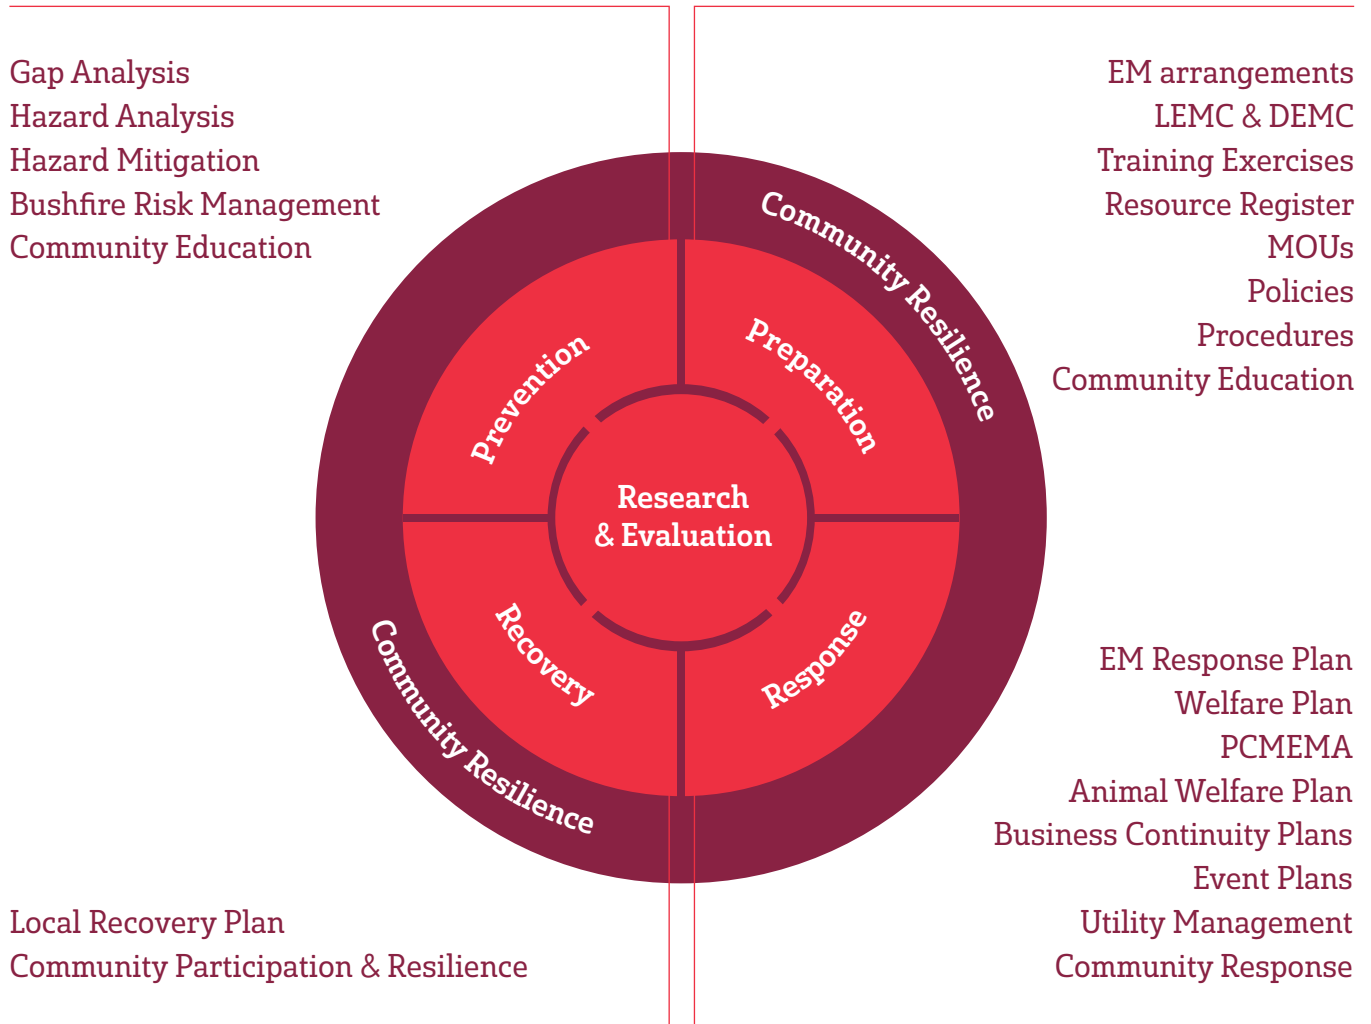 Gap Analysis
Hazard Analysis
Hazard Mitigation
Bushfire Risk Management
Community Education
EM arrangements
LEMC & DEMC
Training Exercises
Resource Register
MOUs
Policies
Procedures
Community Education
Community Resilience
Prevention
Preparation
Research
& Evaluation
Recovery
Response
Community Resilience
Local Recovery Plan
Community Participation & Resilience
EM Response Plan
Welfare Plan
PCMEMA
Animal Welfare Plan
Business Continuity Plans
Event Plans
Utility Management
Community Response